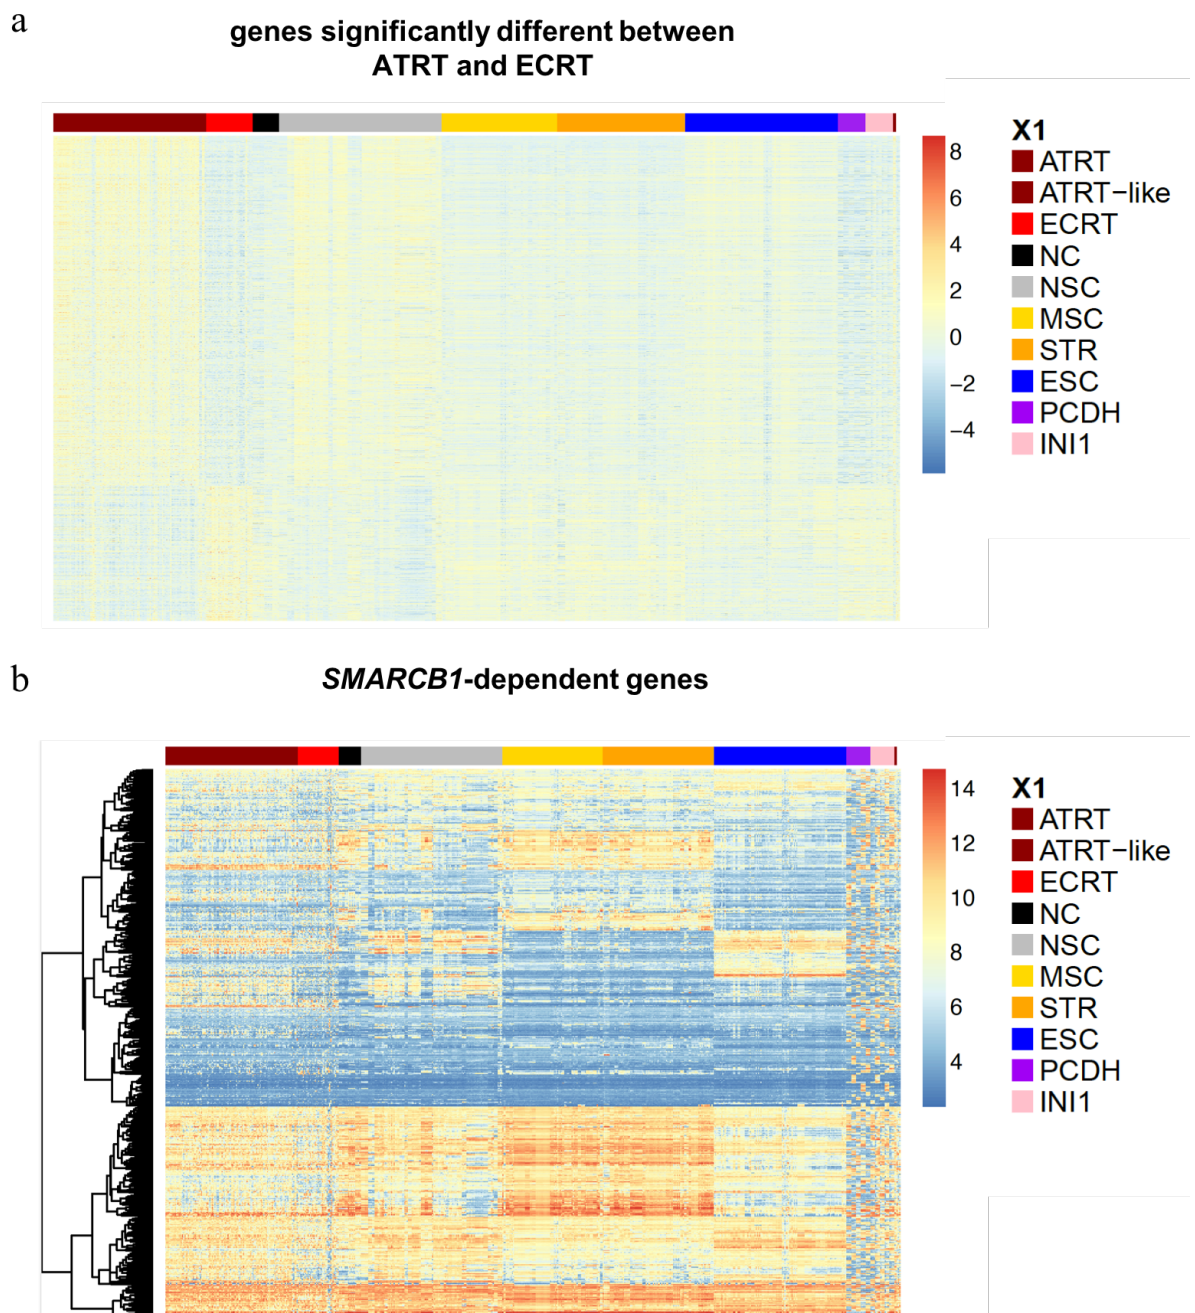 a
genes significantly different between
ATRT and ECRT
8
6
4
2
0
−2
−4
X1
ATRT
ATRT−like
ECRT
NC
NSC
MSC
STR
ESC
PCDH
INI1
b
SMARCB1-dependent genes
14
12
10
8
6
4
X1
ATRT
ATRT−like
ECRT
NC
NSC
MSC
STR
ESC
PCDH
INI1